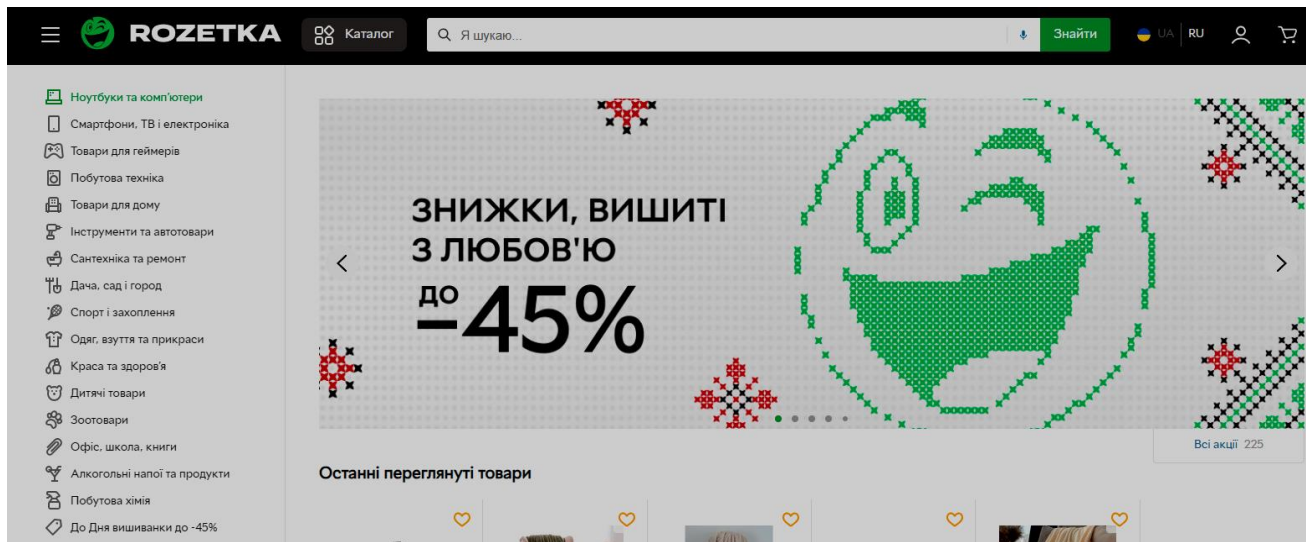 ROZETKA
Каталог
Я шукаю...
Знайти
UA
RU
Ноутбуки та комп'ютери
Смартфони, ТВ і електроніка
Товари для геймерів
Побутова техніка
Товари для дому
Інструменти та автотовари
Сантехніка та ремонт
Дача, сад і город
Спорт і захоплення
Одяг, взуття та прикраси
Краса та здоров'я
Дитячі товари
Зоотовари
Офіс, школа, книги
Алкогольні напої та продукти
Побутова хімія
До Дня вишиванки до -45%
ЗНИЖКИ, ВИШИТІ
З ЛЮБОВ'Ю
ДО
–45%
Всі акції 225
Останні переглянуті товари